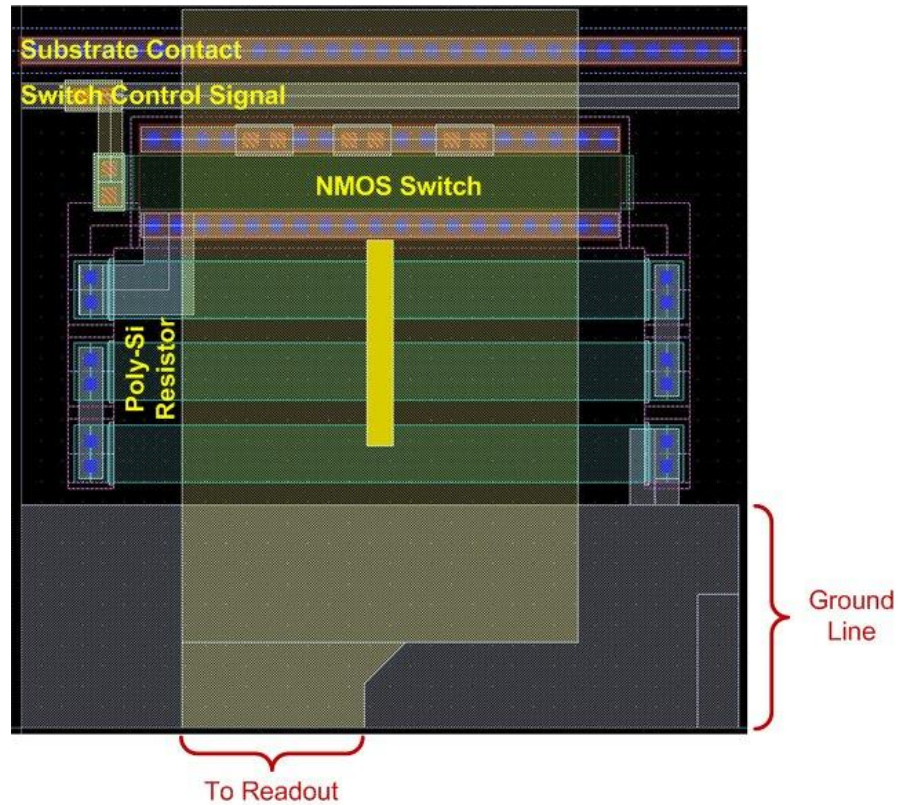 Substrate Contact
Switch Control Signal
NMOS Switch
Poly-Si
Resistor
Ground
Line
To Readout